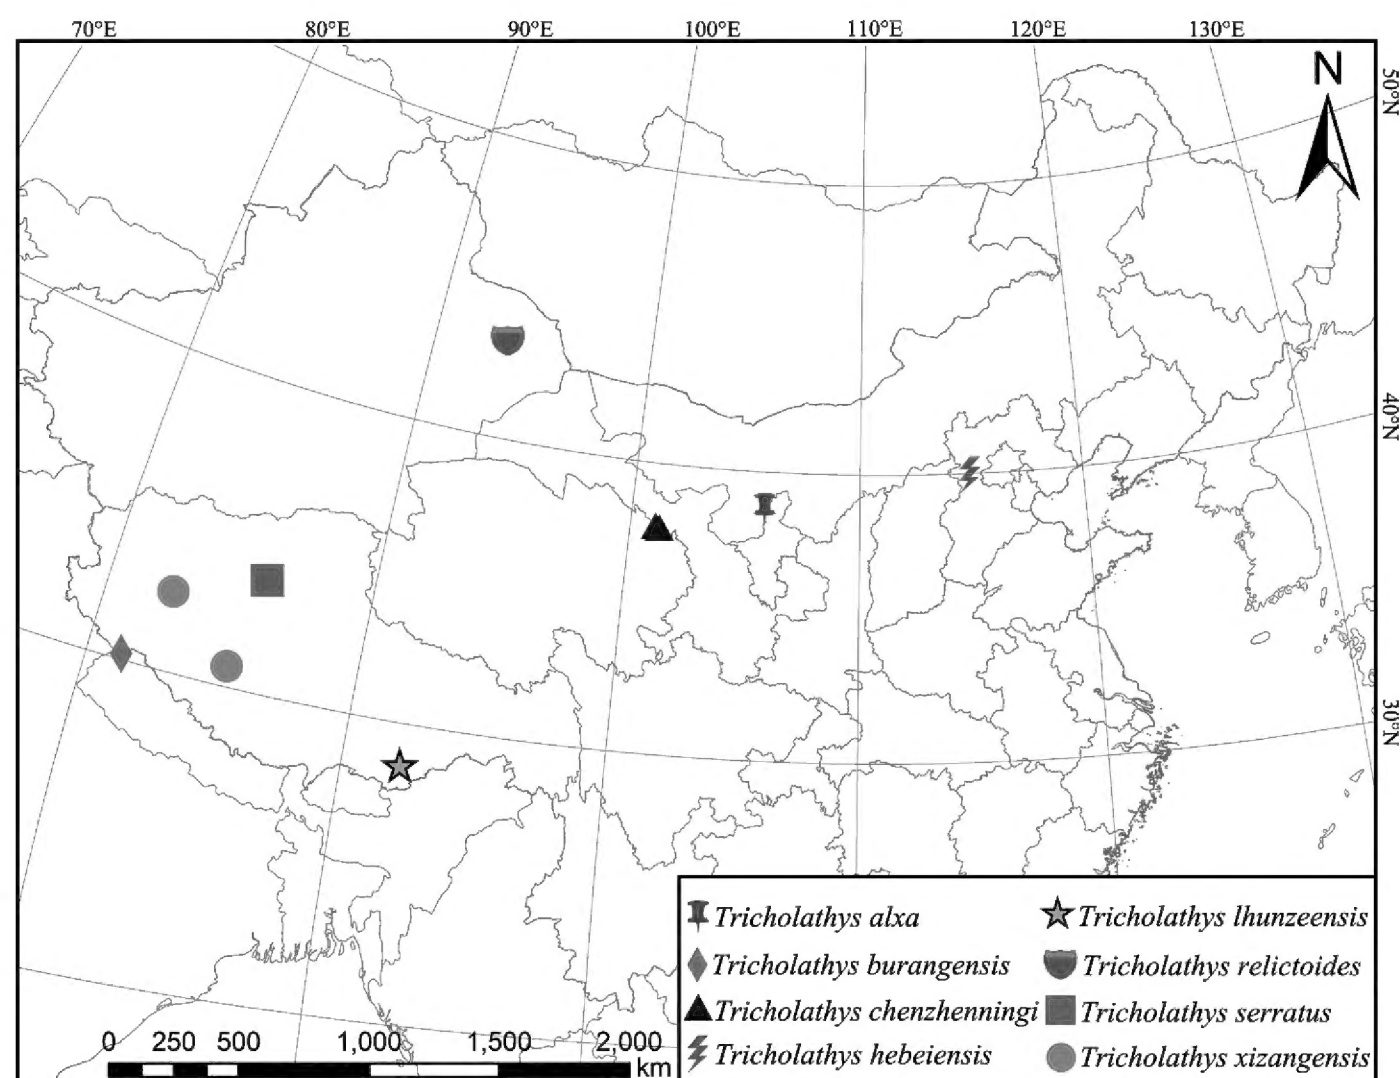 70°E 80°E 90°E 100°E 110°E 120°E 130°E
N
50°N
40°N
30°N
Tricholathys alxa
Tricholathys lhunzeensis
Tricholathys burangensis
Tricholathys relictoides
Tricholathys chenzhenningi
Tricholathys serratus
Tricholathys hebeiensis
Tricholathys xizangensis
0 250 500 1,000 1,500 2,000
km